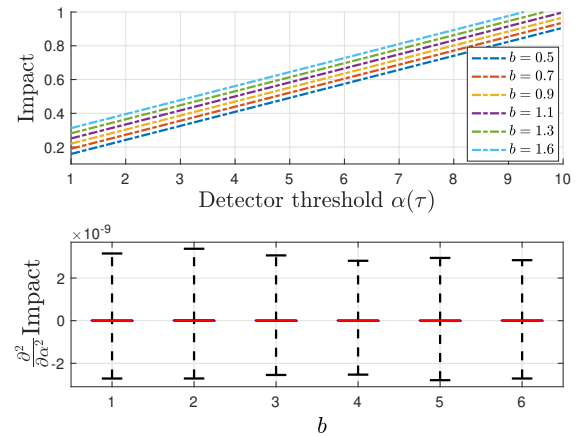 1
0.8
0.6
0.4
0.2
Impact
1 2 3 4 5 6 7 8 9 10
Detector threshold α(τ)
b = 0.5
b = 0.7
b = 0.9
b = 1.1
b = 1.3
b = 1.6
×10⁻⁹
2
0
-2
∂²/∂α² Impact
1 2 3 4 5 6
b